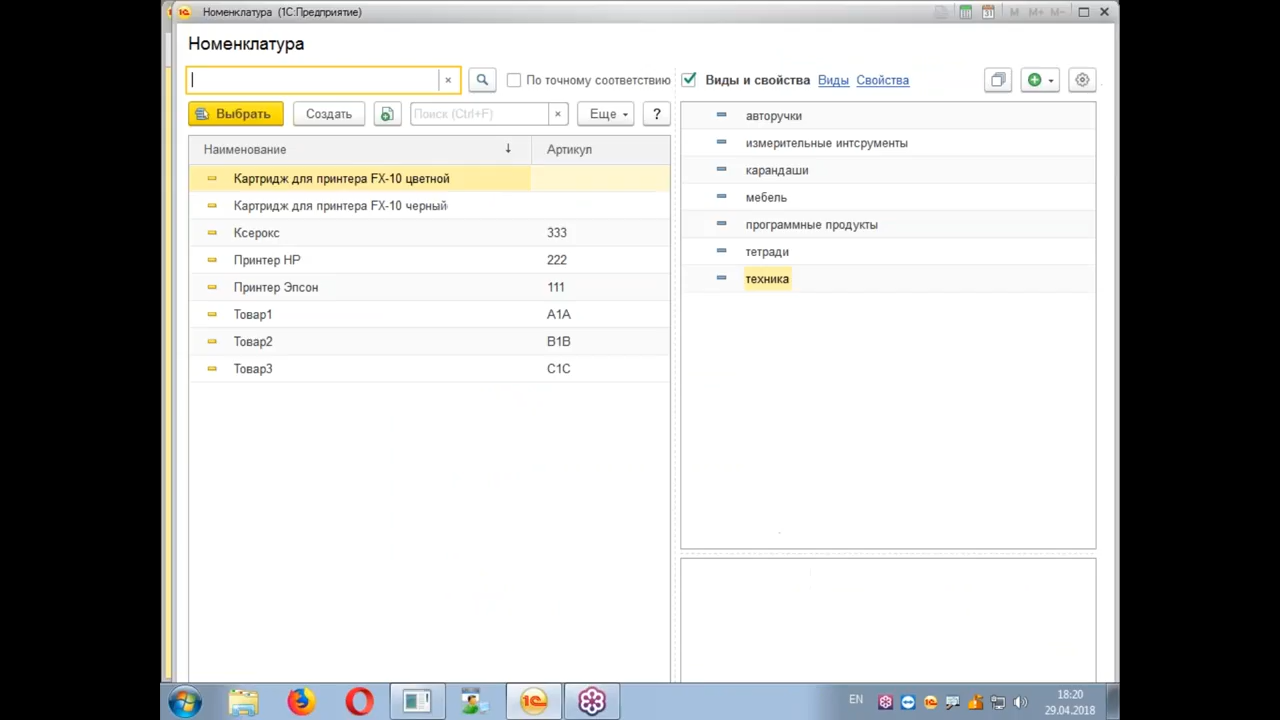 Номенклатура (1С:Предприятие)
M M+ M-
Номенклатура
По точному соответствию
Виды и свойства Виды Свойства
Выбрать Создать Поиск (Ctrl+F) Еще ?
Наименование ↓ Артикул
Картридж для принтера FX-10 цветной
Картридж для принтера FX-10 черный
Ксерокс 333
Принтер HP 222
Принтер Эпсон 111
Товар1 A1A
Товар2 B1B
Товар3 C1C
авторучки
измерительные интсрументы
карандаши
мебель
программные продукты
тетради
техника
EN
18:20
29.04.2018